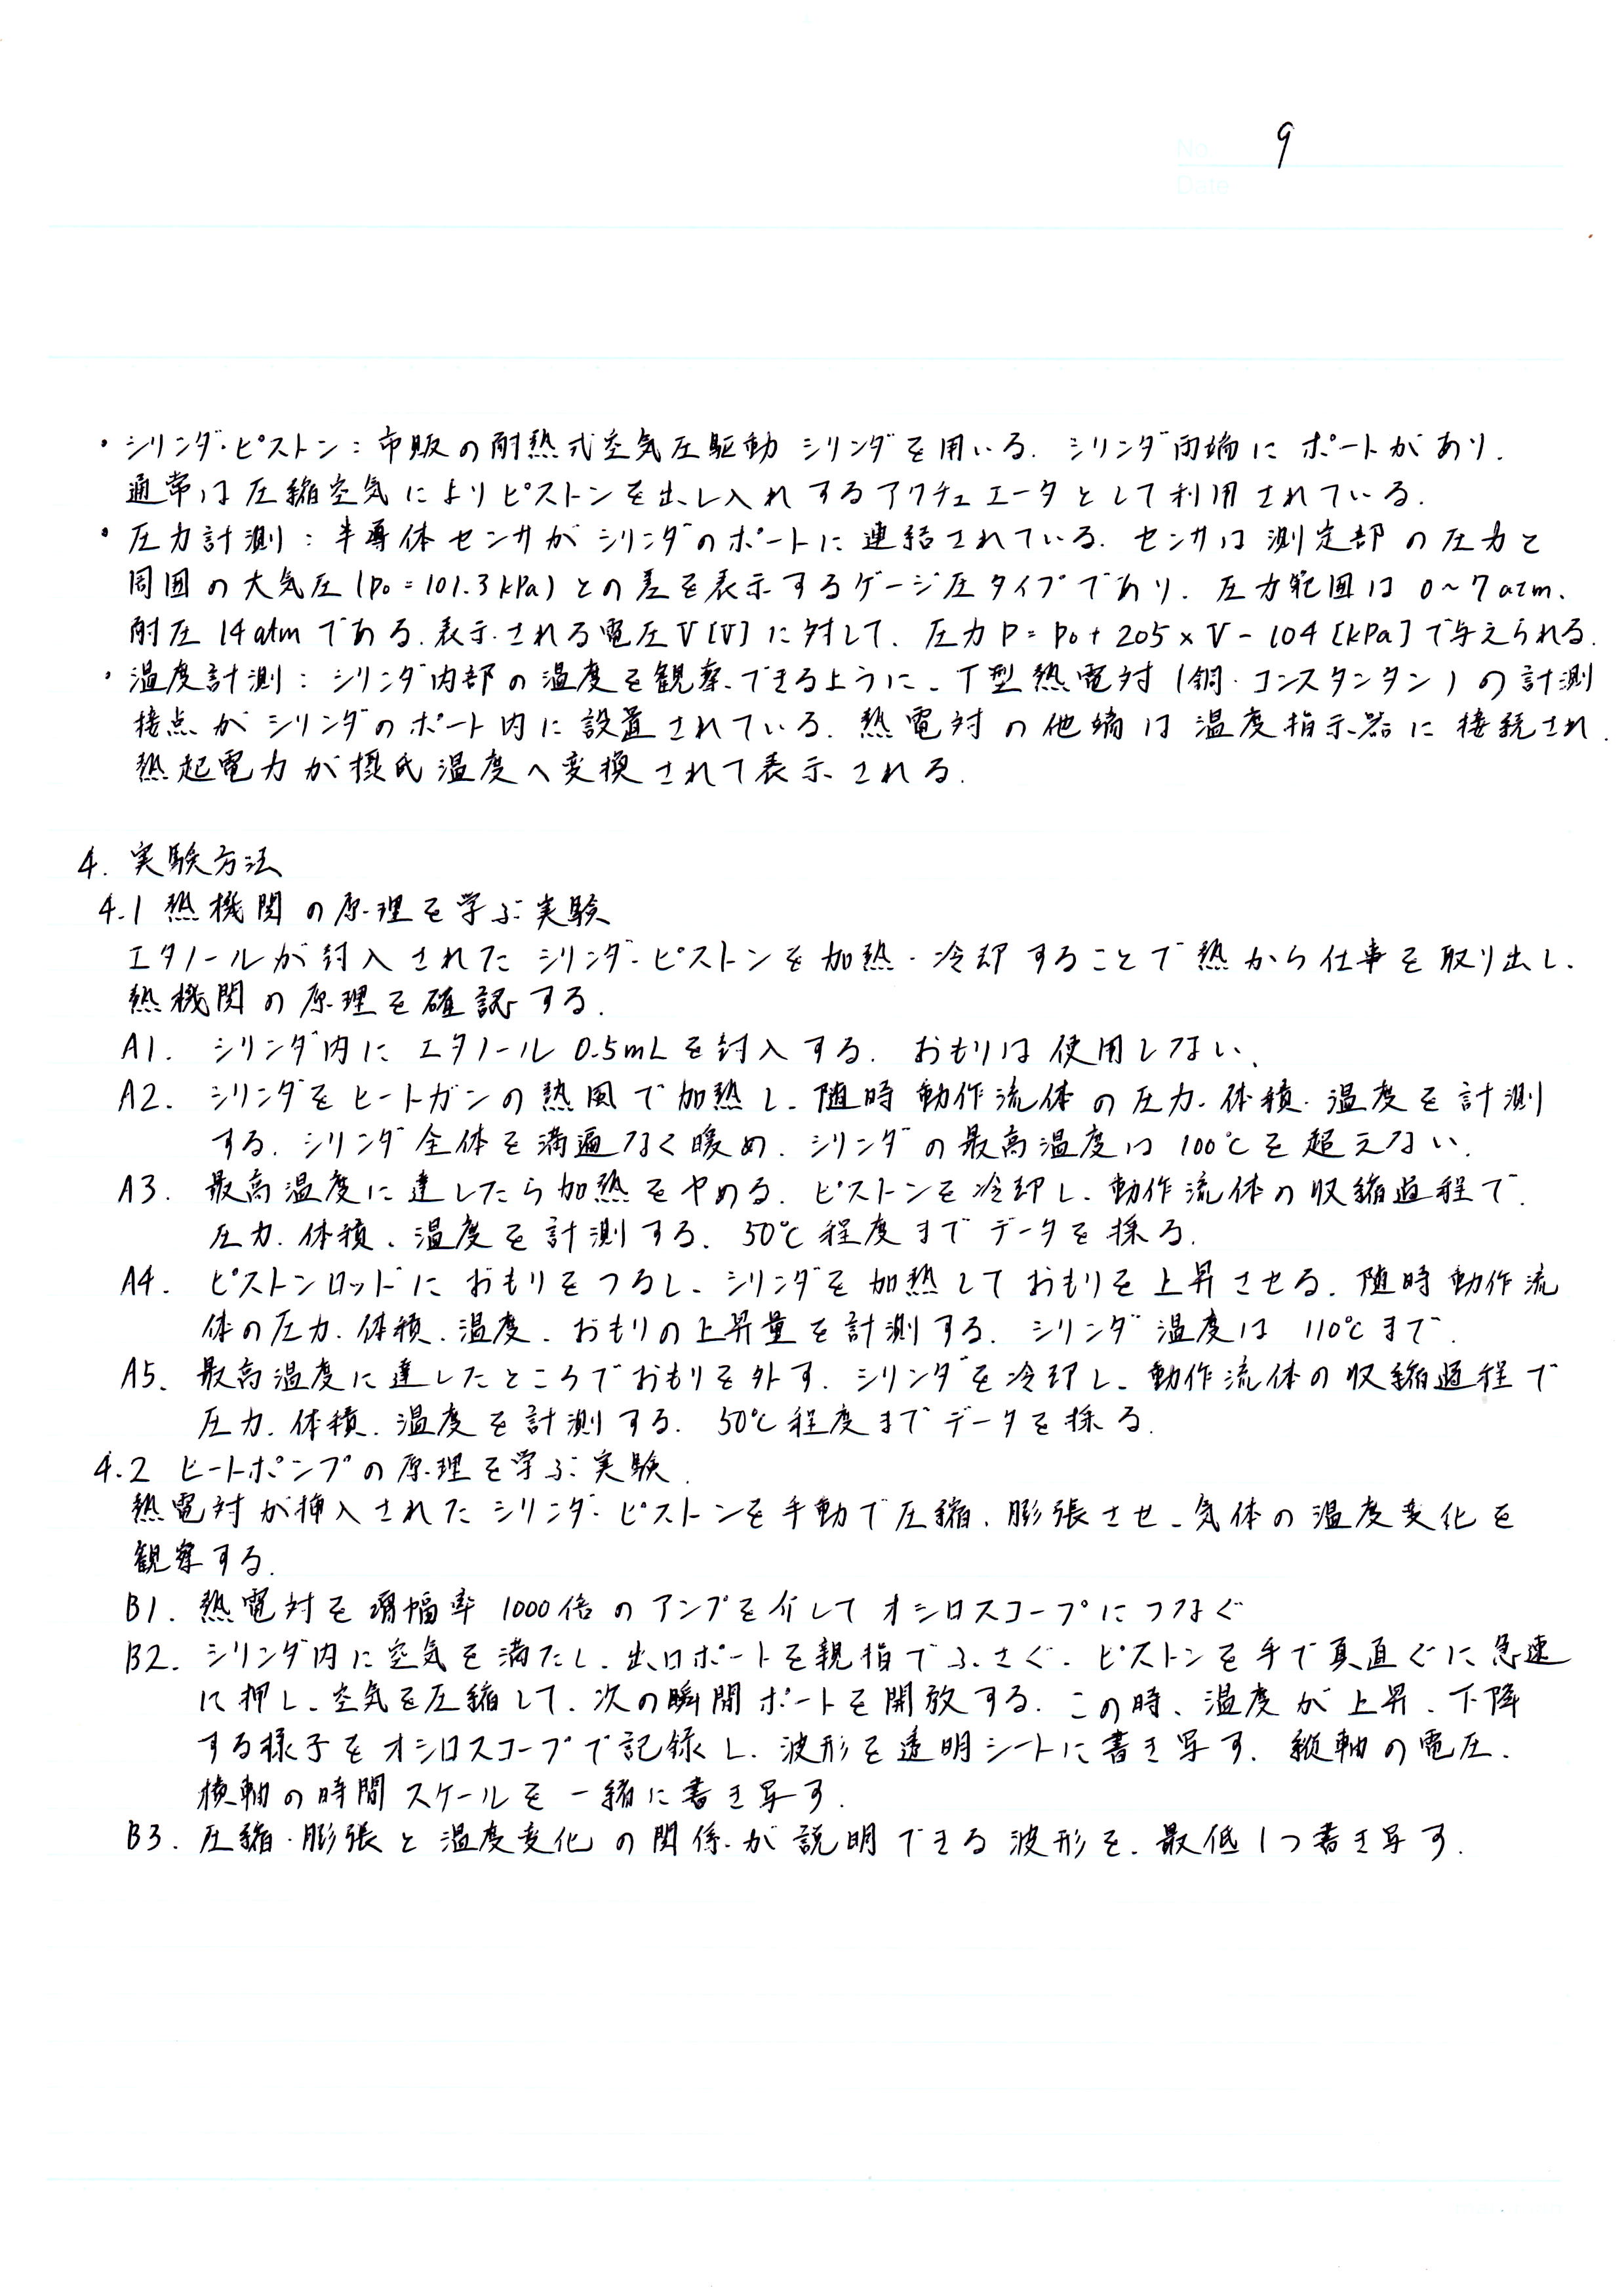 No. 9
Date
・シリンダ・ピストン：市販の耐熱式空気圧駆動シリンダを用いる. シリンダ両端にポートがあり.
通常は圧縮空気によりピストンを出し入れするアクチュエータとして利用されている.
・圧力計測：半導体センサがシリンダのポートに連結されている. センサは測定部の圧力と
周囲の大気圧(P₀=101.3kPa)との差を表示するゲージ圧タイプであり. 圧力範囲は0〜7atm、
耐圧14atmである. 表示される電圧V[V]に対して、圧力P=P₀+205×V−104[kPa]で与えられる.
・温度計測：シリンダ内部の温度を観察できるように、T型熱電対(銅・コンスタンタン)の計測
接点がシリンダのポート内に設置されている. 熱電対の他端は温度指示器に接続され.
熱起電力が摂氏温度へ変換されて表示される.
4. 実験方法
4.1 熱機関の原理を学ぶ実験
エタノールが封入されたシリンダ・ピストンを加熱・冷却することで熱から仕事を取り出し、
熱機関の原理を確認する.
A1. シリンダ内にエタノール0.5mLを封入する. おもりは使用しない、
A2. シリンダをヒートガンの熱風で加熱し、随時動作流体の圧力・体積・温度を計測
する. シリンダ全体を満遍なく暖め、シリンダの最高温度は100℃を超えない.
A3. 最高温度に達したら加熱をやめる. ピストンを冷却し、動作流体の収縮過程で.
圧力、体積、温度を計測する. 50℃程度までデータを採る.
A4. ピストンロッドにおもりをつるし、シリンダを加熱しておもりを上昇させる. 随時動作流
体の圧力、体積、温度、おもりの上昇量を計測する. シリンダ温度は110℃まで.
A5. 最高温度に達したところでおもりを外す. シリンダを冷却し、動作流体の収縮過程で
圧力、体積、温度を計測する. 50℃程度までデータを採る.
4.2 ヒートポンプの原理を学ぶ実験.
熱電対が挿入されたシリンダ・ピストンを手動で圧縮、膨張させ、気体の温度変化を
観察する.
B1. 熱電対を増幅率1000倍のアンプを介してオシロスコープにつなぐ
B2. シリンダ内に空気を満たし、出口ポートを親指でふさぐ. ピストンを手で真直ぐに急速
に押し、空気を圧縮して、次の瞬間ポートを開放する. この時、温度が上昇、下降
する様子をオシロスコープで記録し、波形を透明シートに書き写す. 縦軸の電圧、
横軸の時間スケールを一緒に書き写す.
B3. 圧縮・膨張と温度変化の関係が説明できる波形を、最低1つ書き写す.